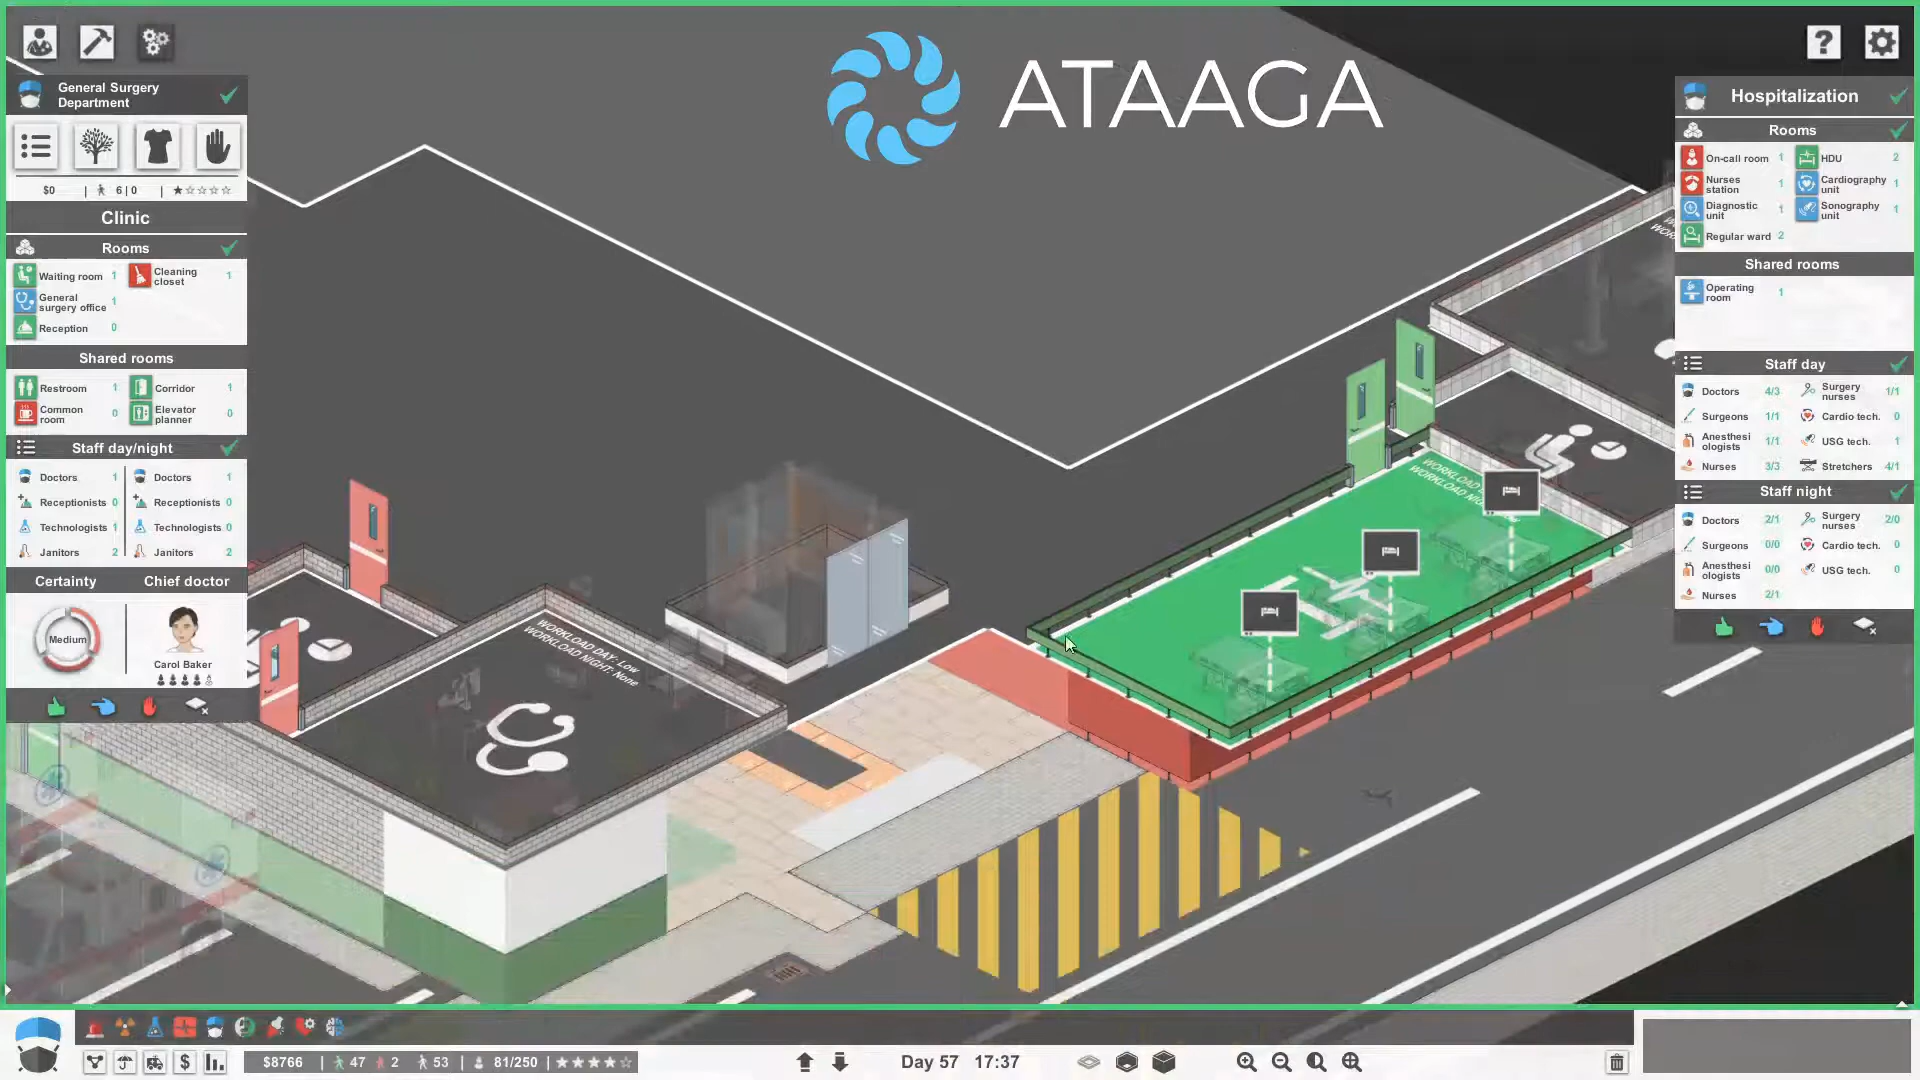 ATAAGA
General Surgery
Department
$0 | 6|0 |
Clinic
Rooms
Waiting room 1
Cleaning
closet 1
General
surgery office 1
Reception 0
Shared rooms
Restroom 1
Corridor 1
Common
room 0
Elevator
planner 0
Staff day/night
Doctors 1
Doctors 1
Receptionists 0
Receptionists 0
Technologists 1
Technologists 0
Janitors 2
Janitors 2
Certainty
Chief doctor
Medium
Carol Baker
WORKLOAD DAY: Low
WORKLOAD NIGHT: None
Hospitalization
Rooms
On-call room 1
HDU 2
Nurses
station 1
Cardiography
unit 1
Diagnostic
unit 1
Sonography
unit 1
Regular ward 2
Shared rooms
Operating
room 1
Staff day
Doctors 4/3
Surgery
nurses 1/1
Surgeons 1/1
Cardio tech. 0
Anesthesi
ologists 1/1
USG tech. 1
Nurses 3/3
Stretchers 4/1
Staff night
Doctors 2/1
Surgery
nurses 2/0
Surgeons 0/0
Cardio tech. 0
Anesthesi
ologists 0/0
USG tech. 0
Nurses 2/1
$8766 | 47 2 | 53 | 81/250 |
Day 57 17:37